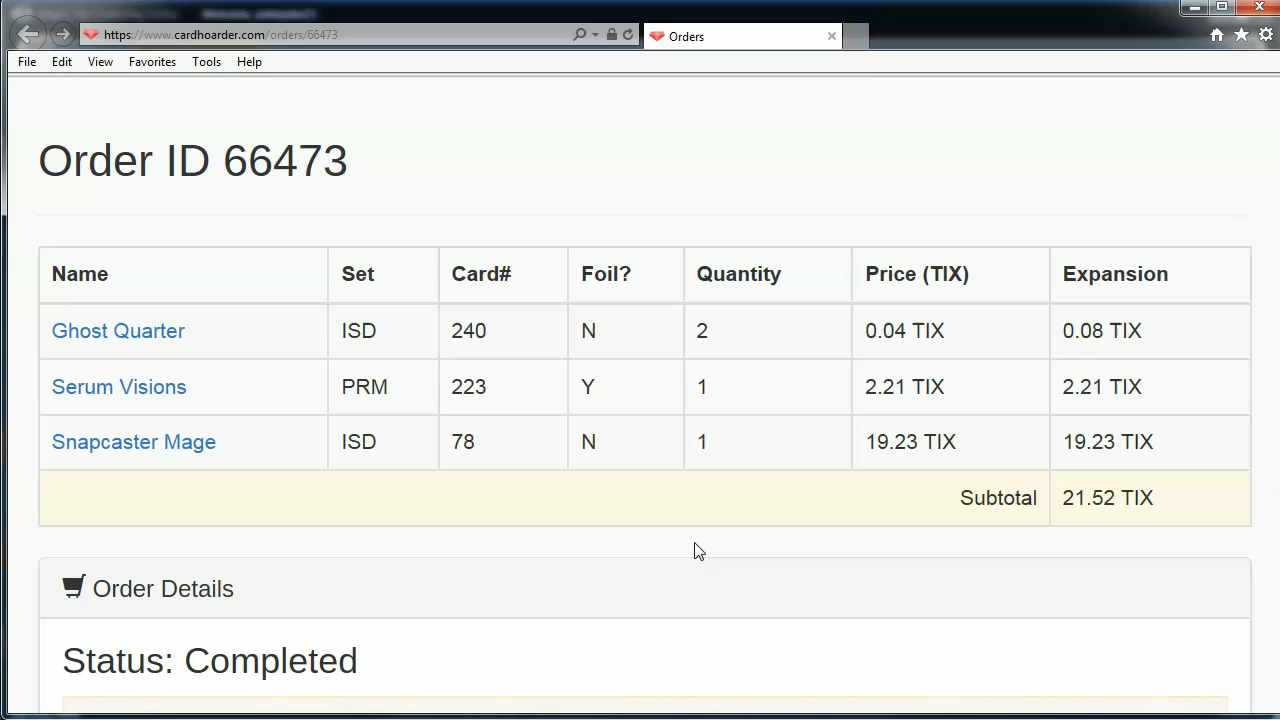 https://www.cardhoarder.com/orders/66473
Orders
File Edit View Favorites Tools Help
Order ID 66473
Name Set Card# Foil? Quantity Price (TIX) Expansion
Ghost Quarter ISD 240 N 2 0.04 TIX 0.08 TIX
Serum Visions PRM 223 Y 1 2.21 TIX 2.21 TIX
Snapcaster Mage ISD 78 N 1 19.23 TIX 19.23 TIX
Subtotal 21.52 TIX
Order Details
Status: Completed